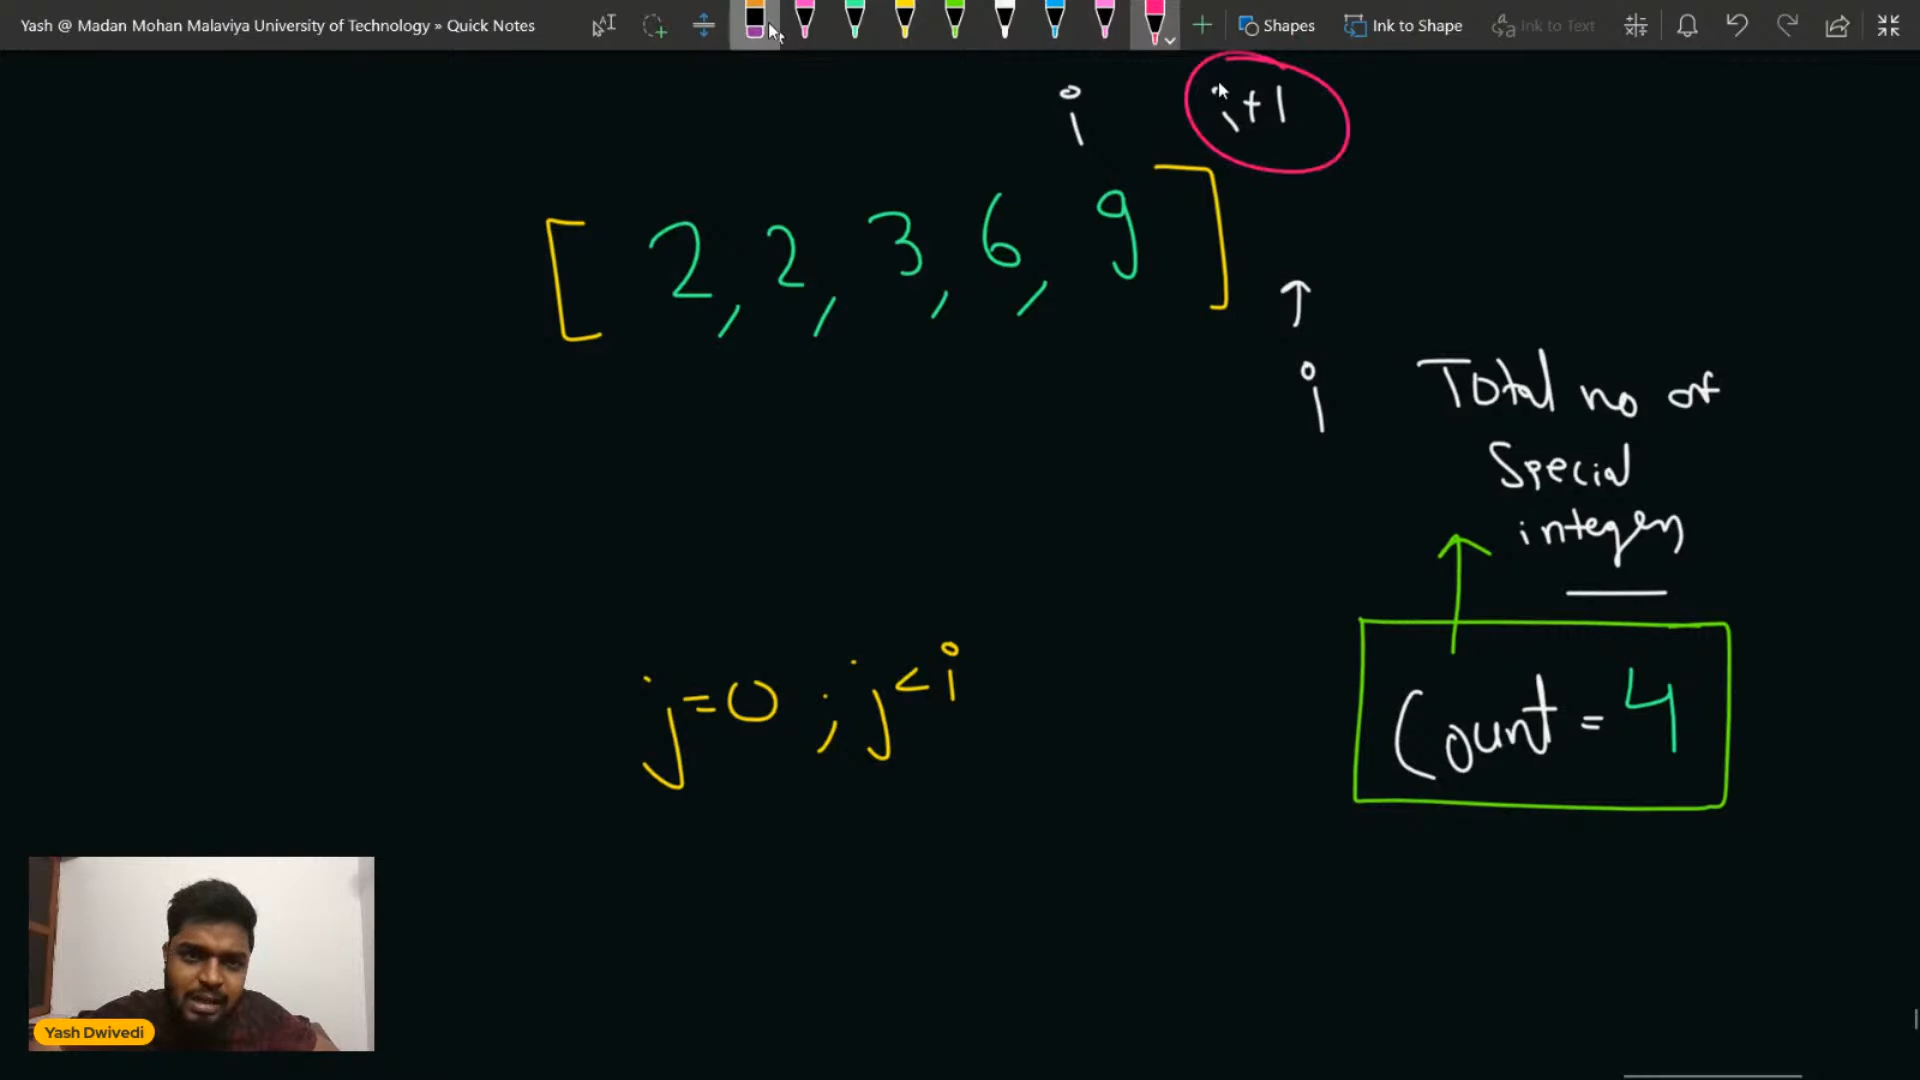 Yash @ Madan Mohan Malaviya University of Technology » Quick Notes
Shapes
Ink to Shape
Ink to Text
i i+1
[ 2, 2, 3, 6, 9 ]
i
Total no of
Special
integers
j=0 ; j<i
Count = 4
Yash Dwivedi